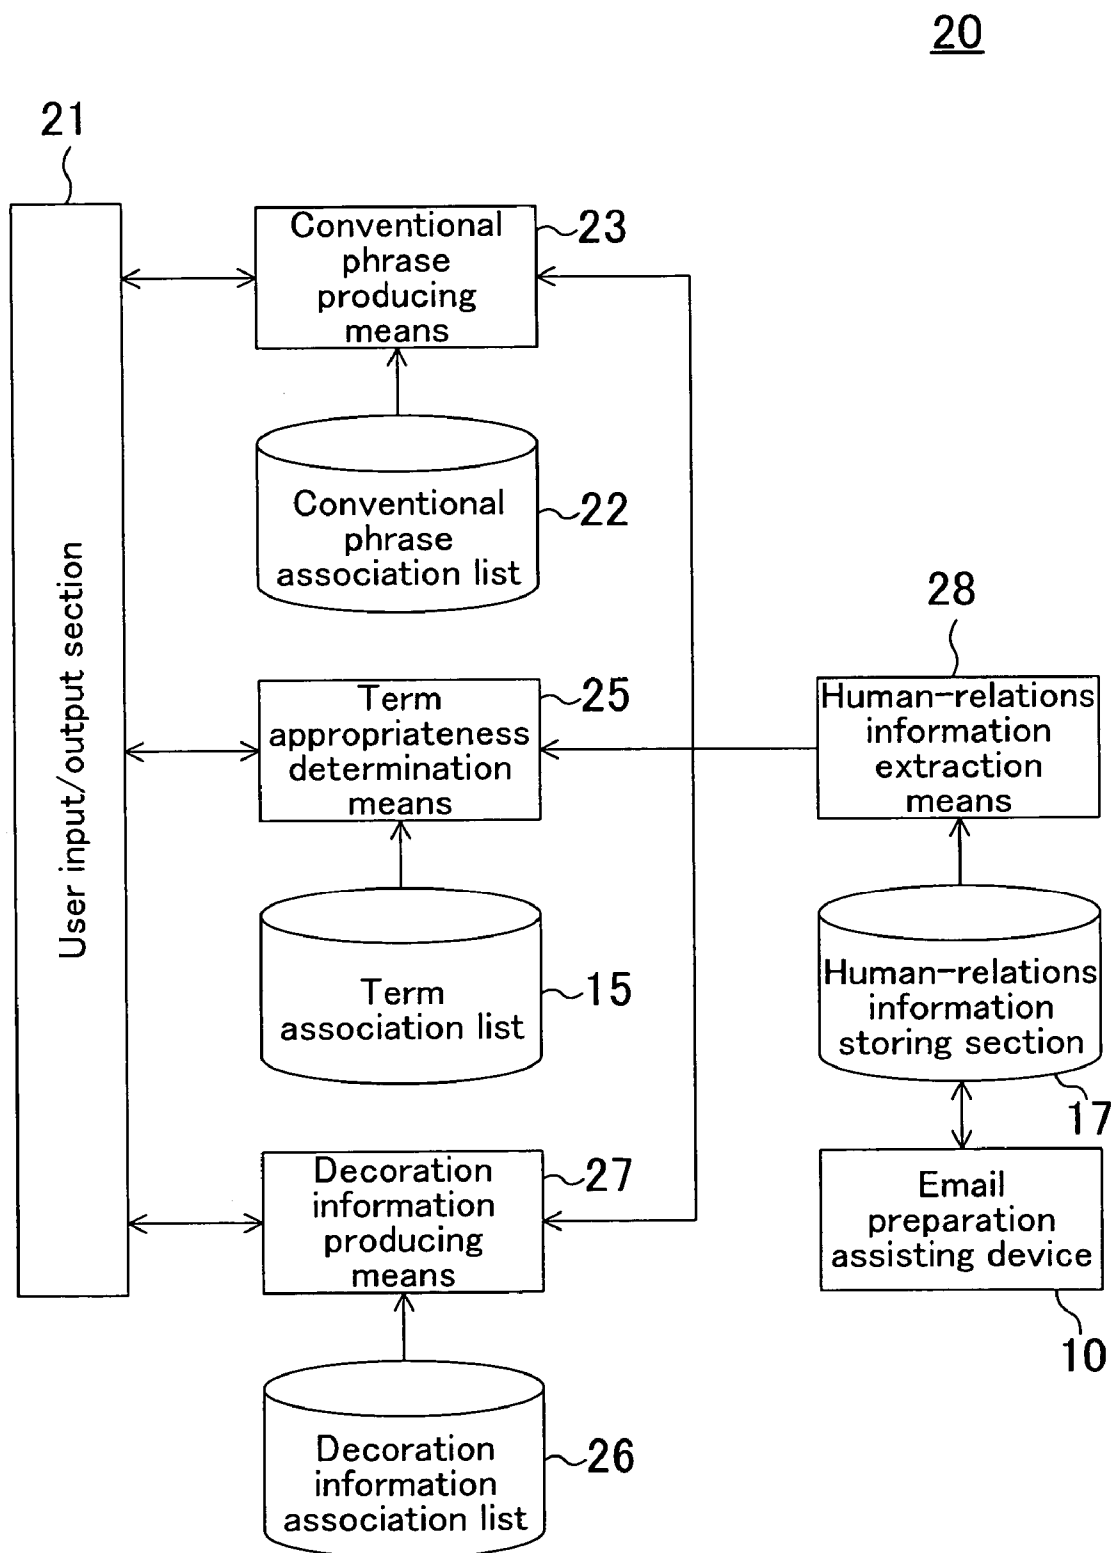 20
21
User input/output section
Conventional
phrase
producing
means
23
Conventional
phrase
association list
22
Term
appropriateness
determination
means
25
Term
association list
15
Decoration
information
producing
means
27
Decoration
information
association list
26
28
Human-relations
information
extraction
means
Human-relations
information
storing section
17
Email
preparation
assisting device
10